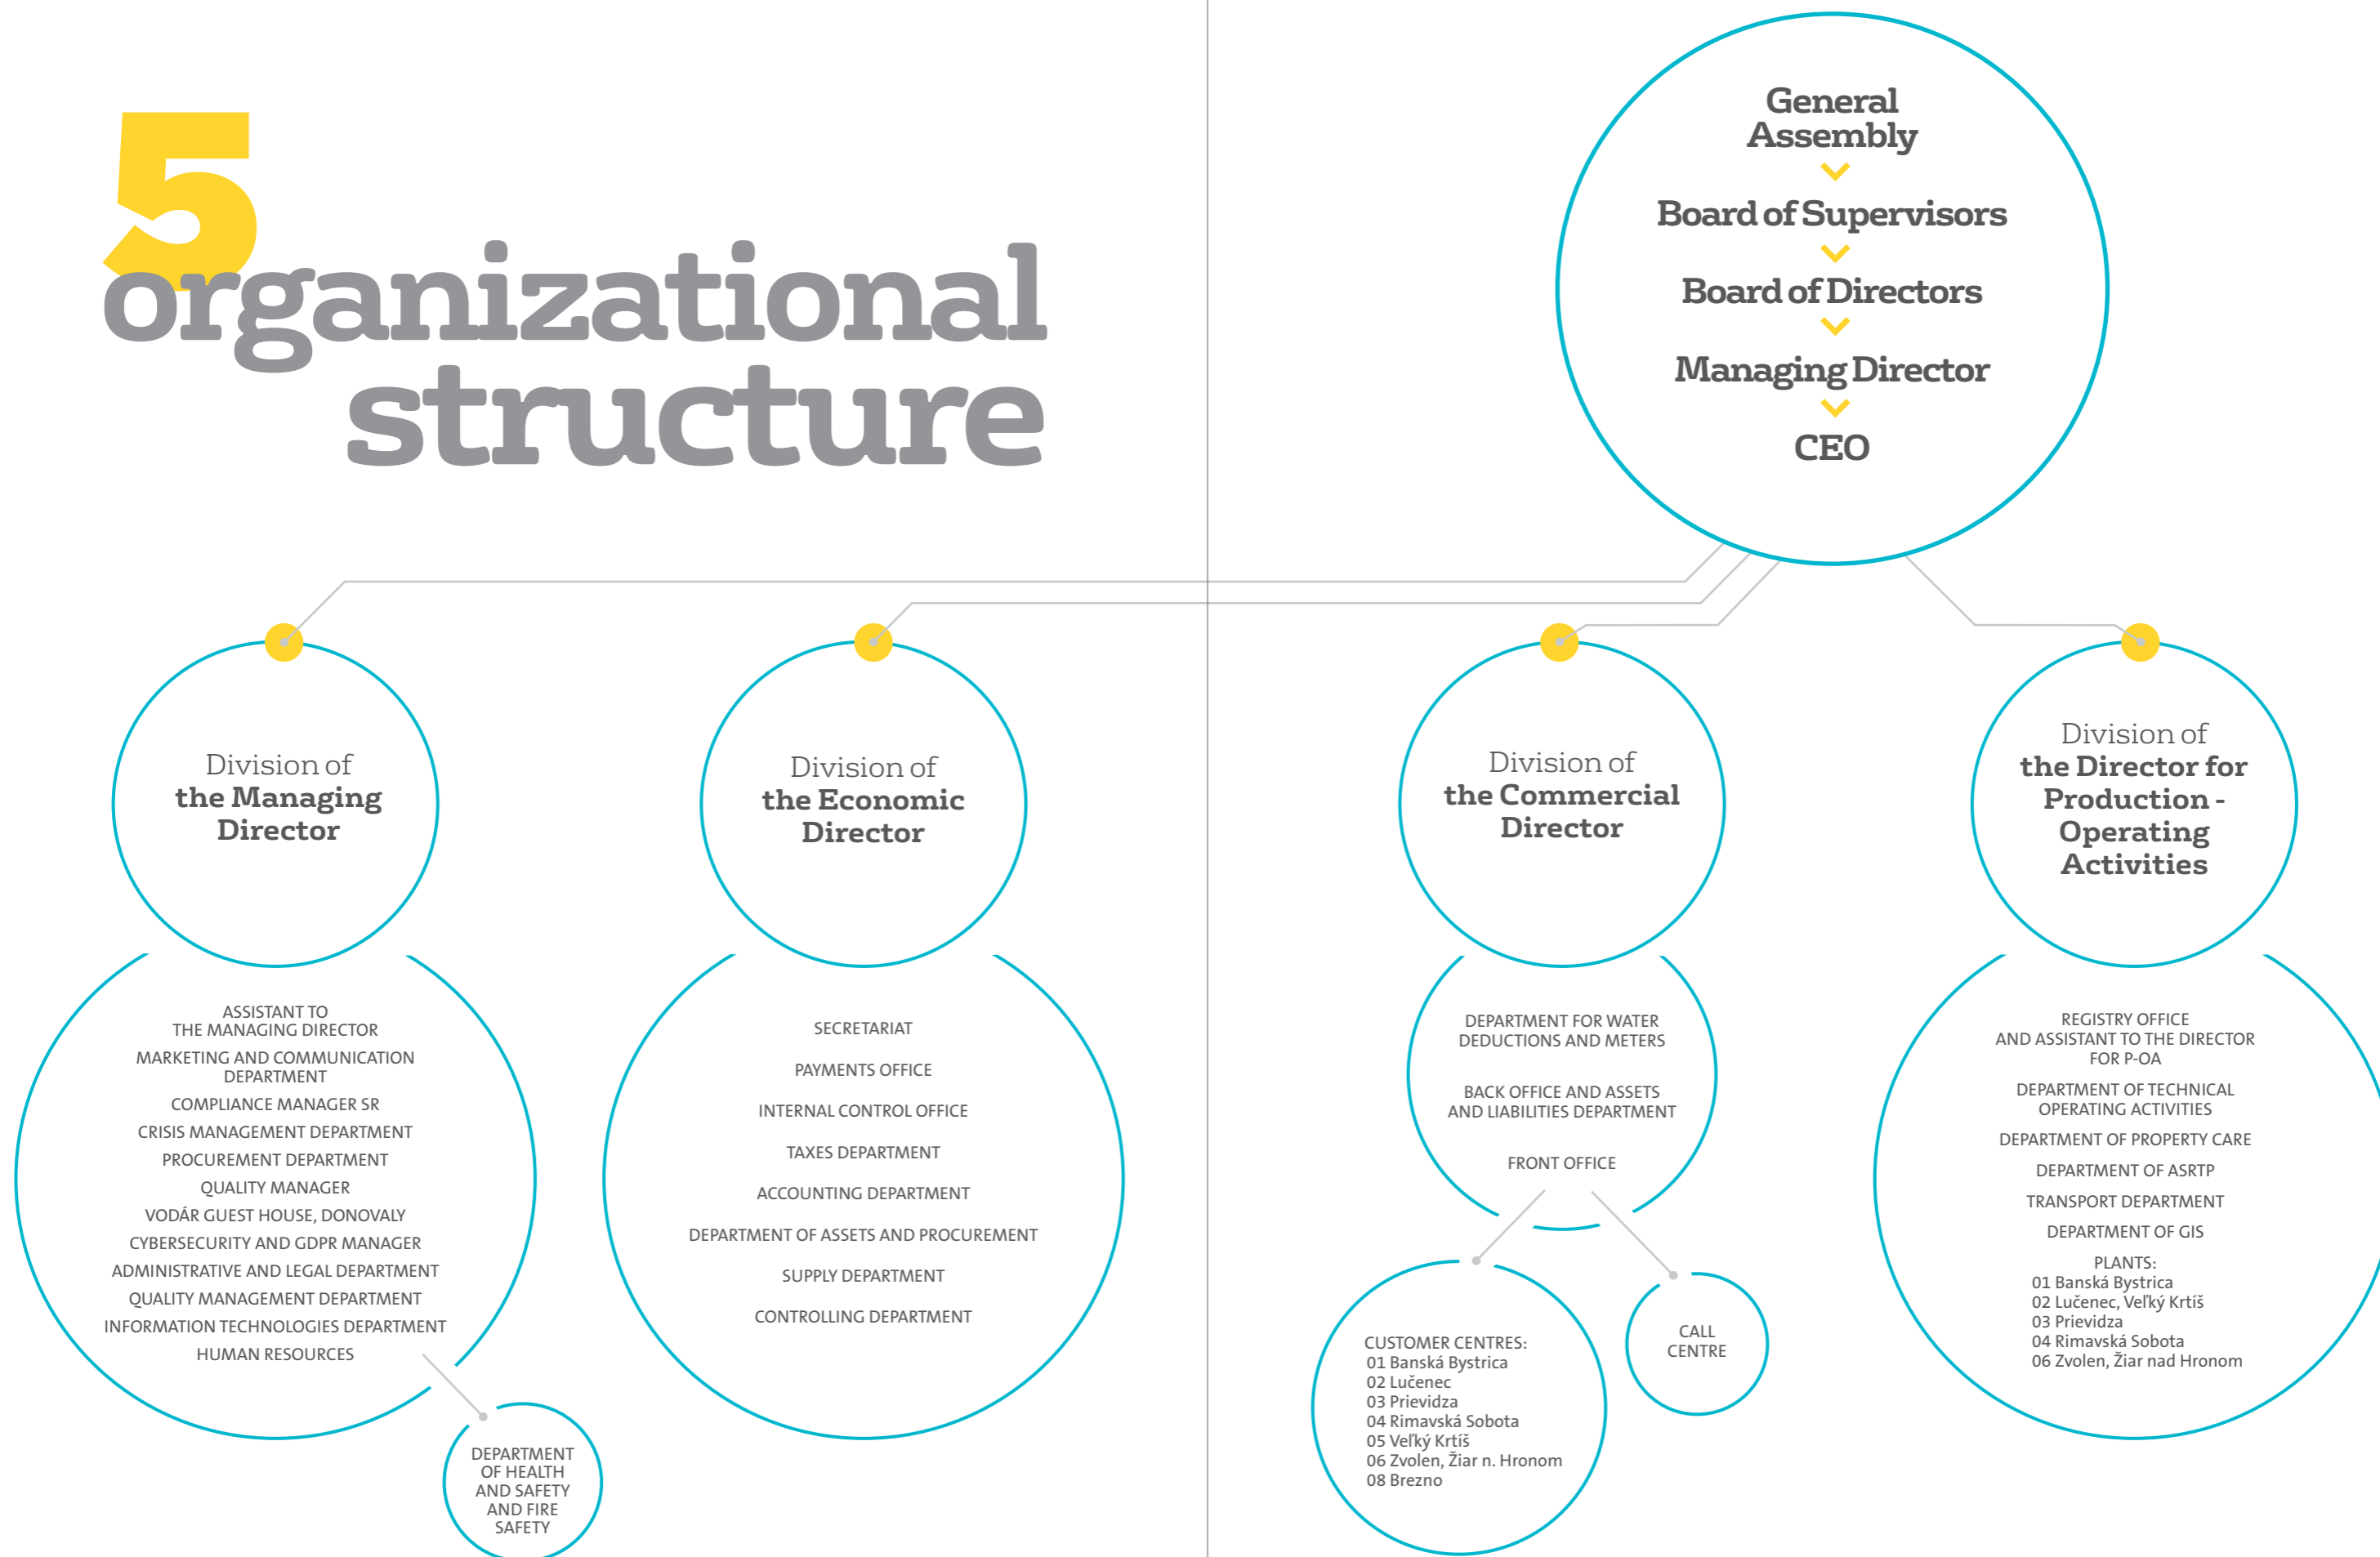 5
organizational
structure
General
Assembly
Board of Supervisors
Board of Directors
Managing Director
CEO
Division of
the Managing
Director
ASSISTANT TO
THE MANAGING DIRECTOR
MARKETING AND COMMUNICATION
DEPARTMENT
COMPLIANCE MANAGER SR
CRISIS MANAGEMENT DEPARTMENT
PROCUREMENT DEPARTMENT
QUALITY MANAGER
VODÁR GUEST HOUSE, DONOVALY
CYBERSECURITY AND GDPR MANAGER
ADMINISTRATIVE AND LEGAL DEPARTMENT
QUALITY MANAGEMENT DEPARTMENT
INFORMATION TECHNOLOGIES DEPARTMENT
HUMAN RESOURCES
DEPARTMENT
OF HEALTH
AND SAFETY
AND FIRE
SAFETY
Division of
the Economic
Director
SECRETARIAT
PAYMENTS OFFICE
INTERNAL CONTROL OFFICE
TAXES DEPARTMENT
ACCOUNTING DEPARTMENT
DEPARTMENT OF ASSETS AND PROCUREMENT
SUPPLY DEPARTMENT
CONTROLLING DEPARTMENT
Division of
the Commercial
Director
DEPARTMENT FOR WATER
DEDUCTIONS AND METERS
BACK OFFICE AND ASSETS
AND LIABILITIES DEPARTMENT
FRONT OFFICE
CUSTOMER CENTRES:
01 Banská Bystrica
02 Lučenec
03 Prievidza
04 Rimavská Sobota
05 Veľký Krtíš
06 Zvolen, Žiar n. Hronom
08 Brezno
CALL
CENTRE
Division of
the Director for
Production -
Operating
Activities
REGISTRY OFFICE
AND ASSISTANT TO THE DIRECTOR
FOR P-OA
DEPARTMENT OF TECHNICAL
OPERATING ACTIVITIES
DEPARTMENT OF PROPERTY CARE
DEPARTMENT OF ASRTP
TRANSPORT DEPARTMENT
DEPARTMENT OF GIS
PLANTS:
01 Banská Bystrica
02 Lučenec, Veľký Krtíš
03 Prievidza
04 Rimavská Sobota
06 Zvolen, Žiar nad Hronom